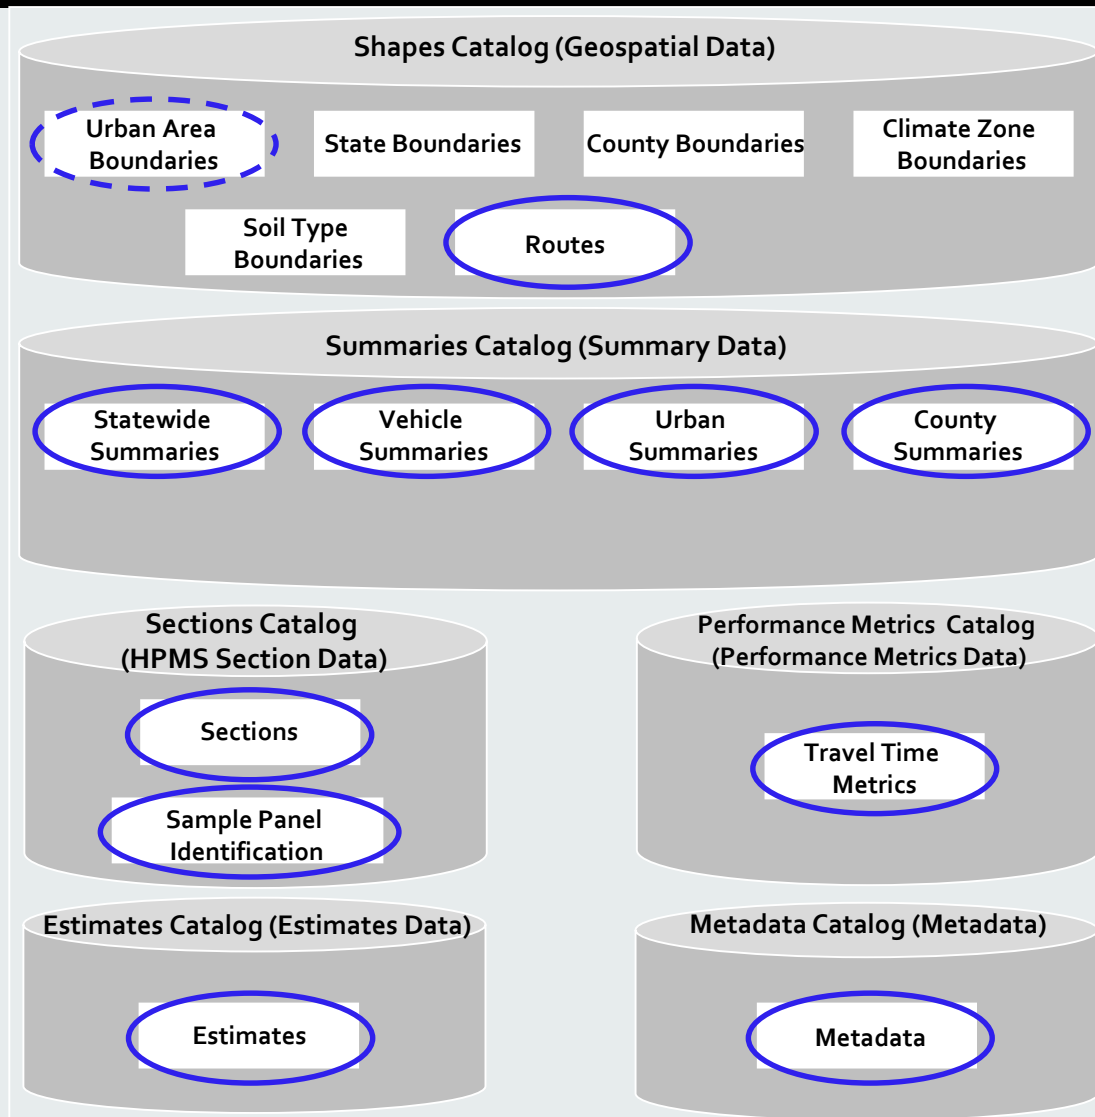 Shapes Catalog (Geospatial Data)
Urban Area
Boundaries
State Boundaries
County Boundaries
Climate Zone
Boundaries
Soil Type
Boundaries
Routes
Summaries Catalog (Summary Data)
Statewide
Summaries
Vehicle
Summaries
Urban
Summaries
County
Summaries
Sections Catalog
(HPMS Section Data)
Sections
Sample Panel
Identification
Performance Metrics Catalog
(Performance Metrics Data)
Travel Time
Metrics
Estimates Catalog (Estimates Data)
Estimates
Metadada Catalog (Metadata)
Metadata